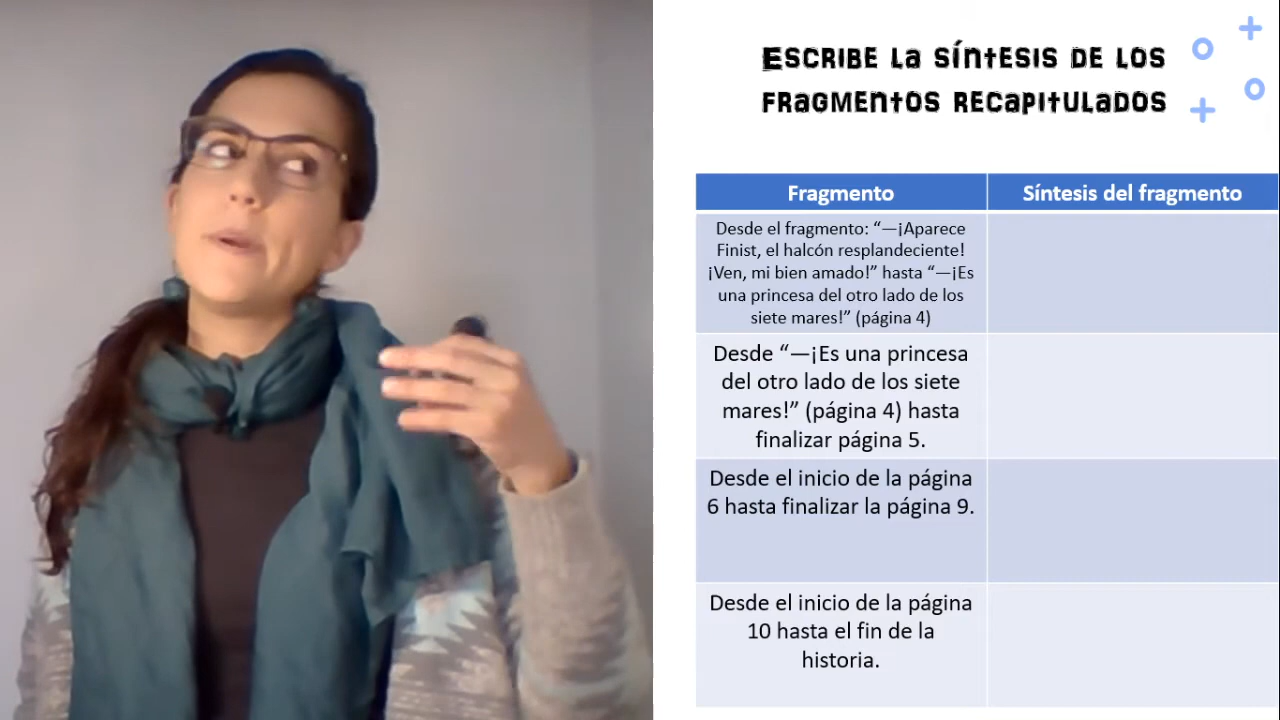 Escribe la síntesis de los
fragmentos recapitulados
Fragmento
Síntesis del fragmento
Desde el fragmento: “—¡Aparece
Finist, el halcón resplandeciente!
¡Ven, mi bien amado!” hasta “—¡Es
una princesa del otro lado de los
siete mares!” (página 4)
Desde “—¡Es una princesa
del otro lado de los siete
mares!” (página 4) hasta
finalizar página 5.
Desde el inicio de la página
6 hasta finalizar la página 9.
Desde el inicio de la página
10 hasta el fin de la
historia.